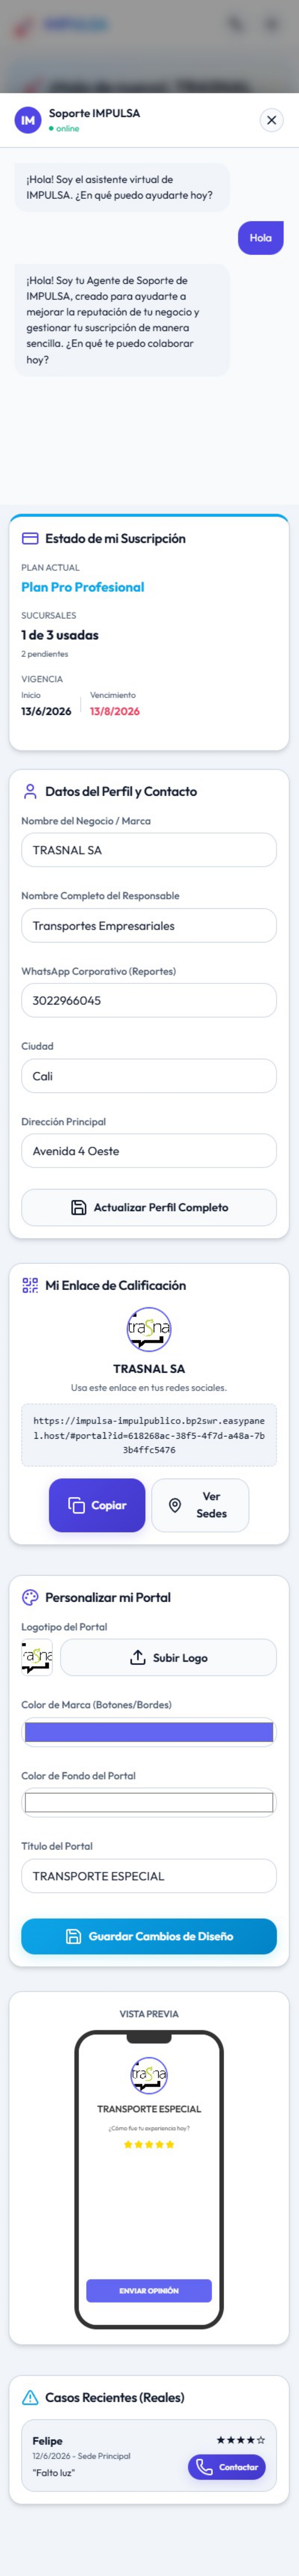 IM
Soporte IMPULSA
online
¡Hola! Soy el asistente virtual de
IMPULSA. ¿En qué puedo ayudarte hoy?
Hola
¡Hola! Soy tu Agente de Soporte de
IMPULSA, creado para ayudarte a
mejorar la reputación de tu negocio y
gestionar tu suscripción de manera
sencilla. ¿En qué te puedo colaborar
hoy?
Estado de mi Suscripción
PLAN ACTUAL
Plan Pro Profesional
SUCURSALES
1 de 3 usadas
2 pendientes
VIGENCIA
Inicio Vencimiento
13/6/2026 13/8/2026
Datos del Perfil y Contacto
Nombre del Negocio / Marca
TRASNAL SA
Nombre Completo del Responsable
Transportes Empresariales
WhatsApp Corporativo (Reportes)
3022966045
Ciudad
Cali
Dirección Principal
Avenida 4 Oeste
Actualizar Perfil Completo
Mi Enlace de Calificación
TRASNAL SA
Usa este enlace en tus redes sociales.
https://impulsa-impulpublico.bp2swr.easypane
l.host/#portal?id=618268ac-38f5-4f7d-a48a-7b
3b4ffc5476
Copiar
Ver
Sedes
Personalizar mi Portal
Logotipo del Portal
Subir Logo
Color de Marca (Botones/Bordes)
Color de Fondo del Portal
Título del Portal
TRANSPORTE ESPECIAL
Guardar Cambios de Diseño
VISTA PREVIA
TRANSPORTE ESPECIAL
¿Cómo fue tu experiencia hoy?
ENVIAR OPINIÓN
Casos Recientes (Reales)
Felipe
12/6/2026 - Sede Principal
"Falto luz"
Contactar